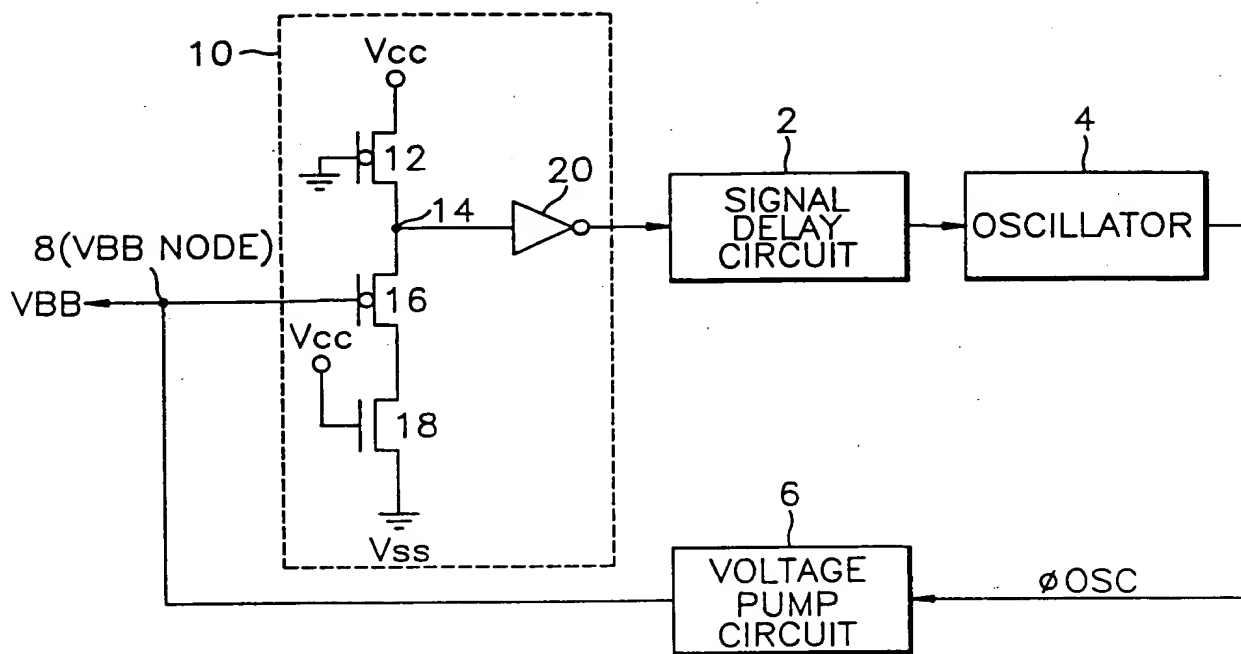 10
Vcc
12
14
20
2
SIGNAL
DELAY
CIRCUIT
4
OSCILLATOR
8(VBB NODE)
VBB
16
Vcc
18
Vss
6
VOLTAGE
PUMP
CIRCUIT
øOSC